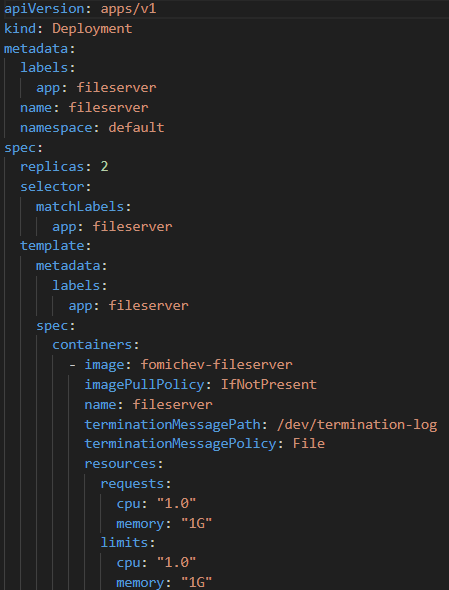 apiVersion: apps/v1
kind: Deployment
metadata:
  labels:
    app: fileserver
  name: fileserver
  namespace: default
spec:
  replicas: 2
  selector:
    matchLabels:
      app: fileserver
  template:
    metadata:
      labels:
        app: fileserver
    spec:
      containers:
        - image: fomichev-fileserver
          imagePullPolicy: IfNotPresent
          name: fileserver
          terminationMessagePath: /dev/termination-log
          terminationMessagePolicy: File
          resources:
            requests:
              cpu: "1.0"
              memory: "1G"
            limits:
              cpu: "1.0"
              memory: "1G"